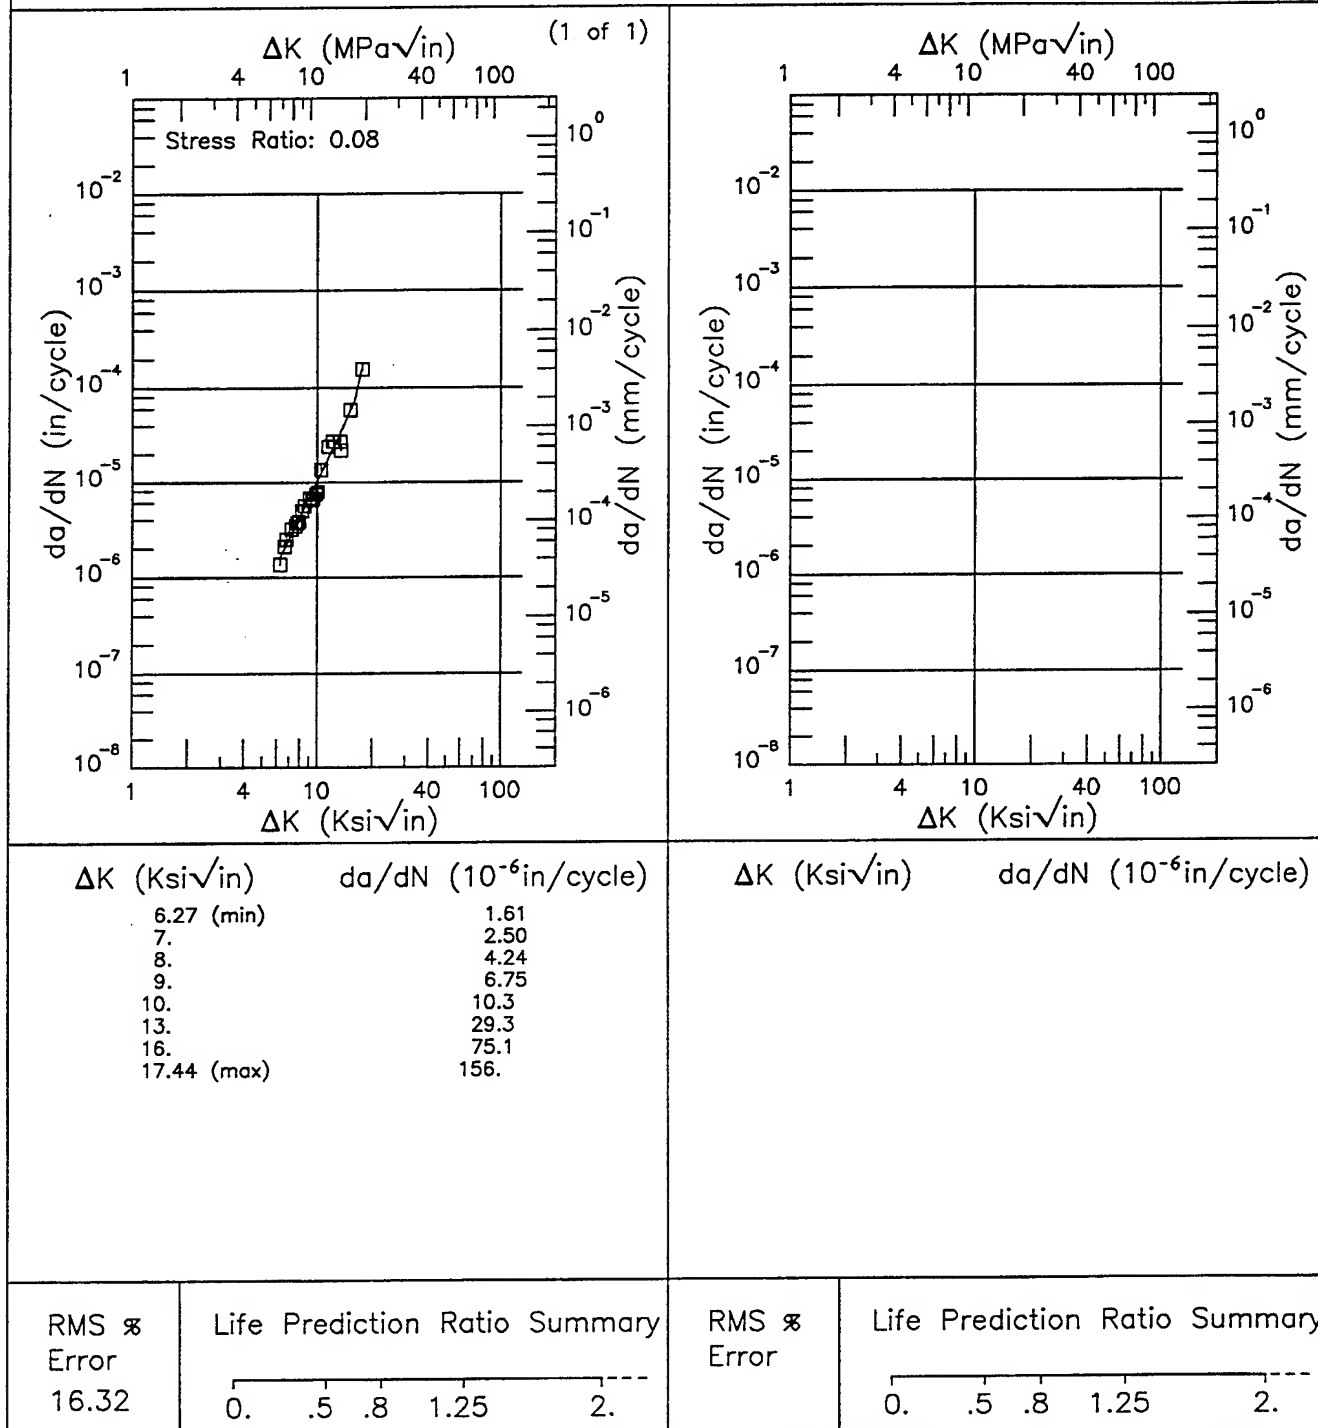 (1 of 1)
ΔK (MPa√in)
1 4 10 40 100
Stress Ratio: 0.08
da/dN (in/cycle)
10⁻²
10⁻³
10⁻⁴
10⁻⁵
10⁻⁶
10⁻⁷
10⁻⁸
da/dN (mm/cycle)
10⁰
10⁻¹
10⁻²
10⁻³
10⁻⁴
10⁻⁵
10⁻⁶
1 4 10 40 100
ΔK (Ksi√in)
ΔK (Ksi√in) da/dN (10⁻⁶in/cycle)
6.27 (min) 1.61
7. 2.50
8. 4.24
9. 6.75
10. 10.3
13. 29.3
16. 75.1
17.44 (max) 156.
RMS %
Error
16.32
Life Prediction Ratio Summary
0. .5 .8 1.25 2.
ΔK (MPa√in)
1 4 10 40 100
da/dN (in/cycle)
10⁻²
10⁻³
10⁻⁴
10⁻⁵
10⁻⁶
10⁻⁷
10⁻⁸
da/dN (mm/cycle)
10⁰
10⁻¹
10⁻²
10⁻³
10⁻⁴
10⁻⁵
10⁻⁶
1 4 10 40 100
ΔK (Ksi√in)
ΔK (Ksi√in) da/dN (10⁻⁶in/cycle)
RMS %
Error
Life Prediction Ratio Summary
0. .5 .8 1.25 2.